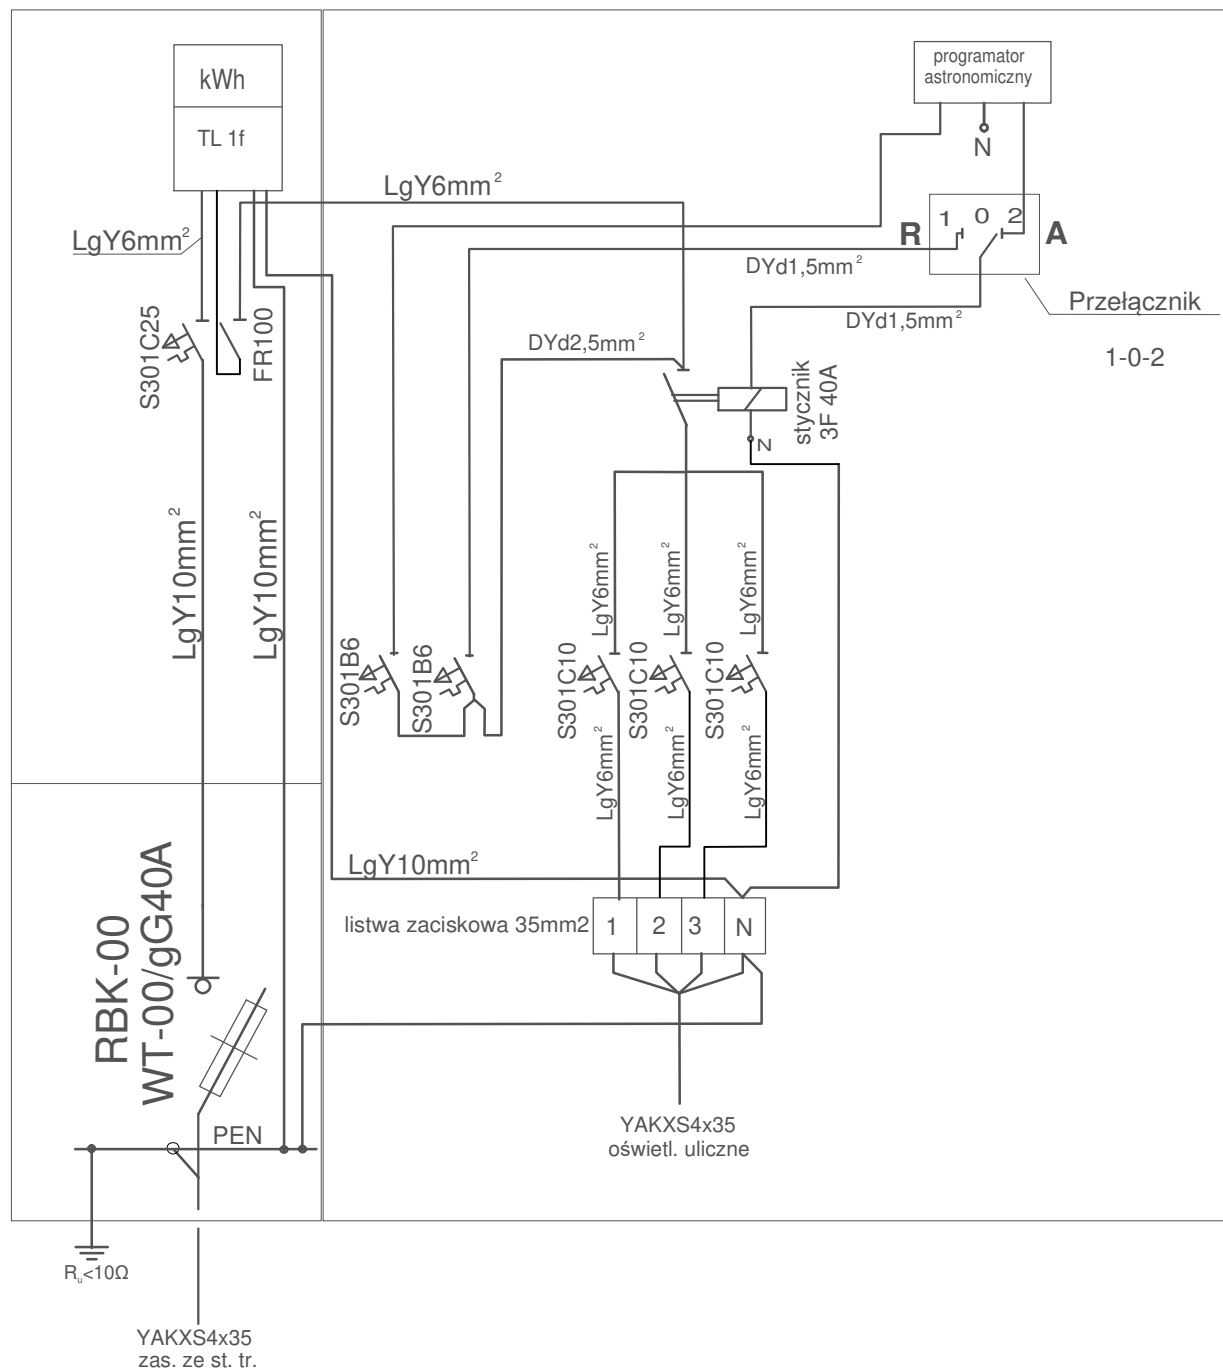 kWh
TL 1f
programator
astronomiczny
N
LgY6mm²
LgY6mm²
1 0 2
R
A
DYd1,5mm²
Przełącznik
1-0-2
DYd1,5mm²
DYd2,5mm²
S301C25
FR100
stycznik
3F 40A
N
LgY10mm²
LgY10mm²
LgY6mm²
LgY6mm²
LgY6mm²
S301B6
S301B6
S301C10
S301C10
S301C10
LgY6mm²
LgY6mm²
LgY6mm²
LgY10mm²
listwa zaciskowa 35mm2
1 2 3 N
RBK-00
WT-00/gG40A
PEN
YAKXS4x35
oświetl. uliczne
Ru<10Ω
YAKXS4x35
zas. ze st. tr.